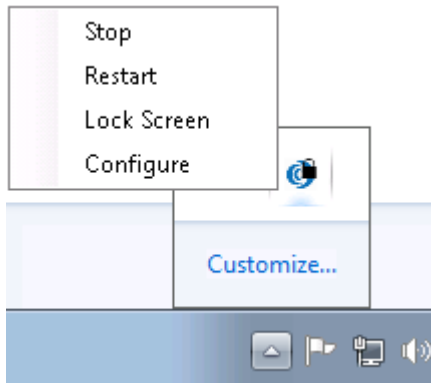 Stop
Restart
Lock Screen
Configure
Customize...